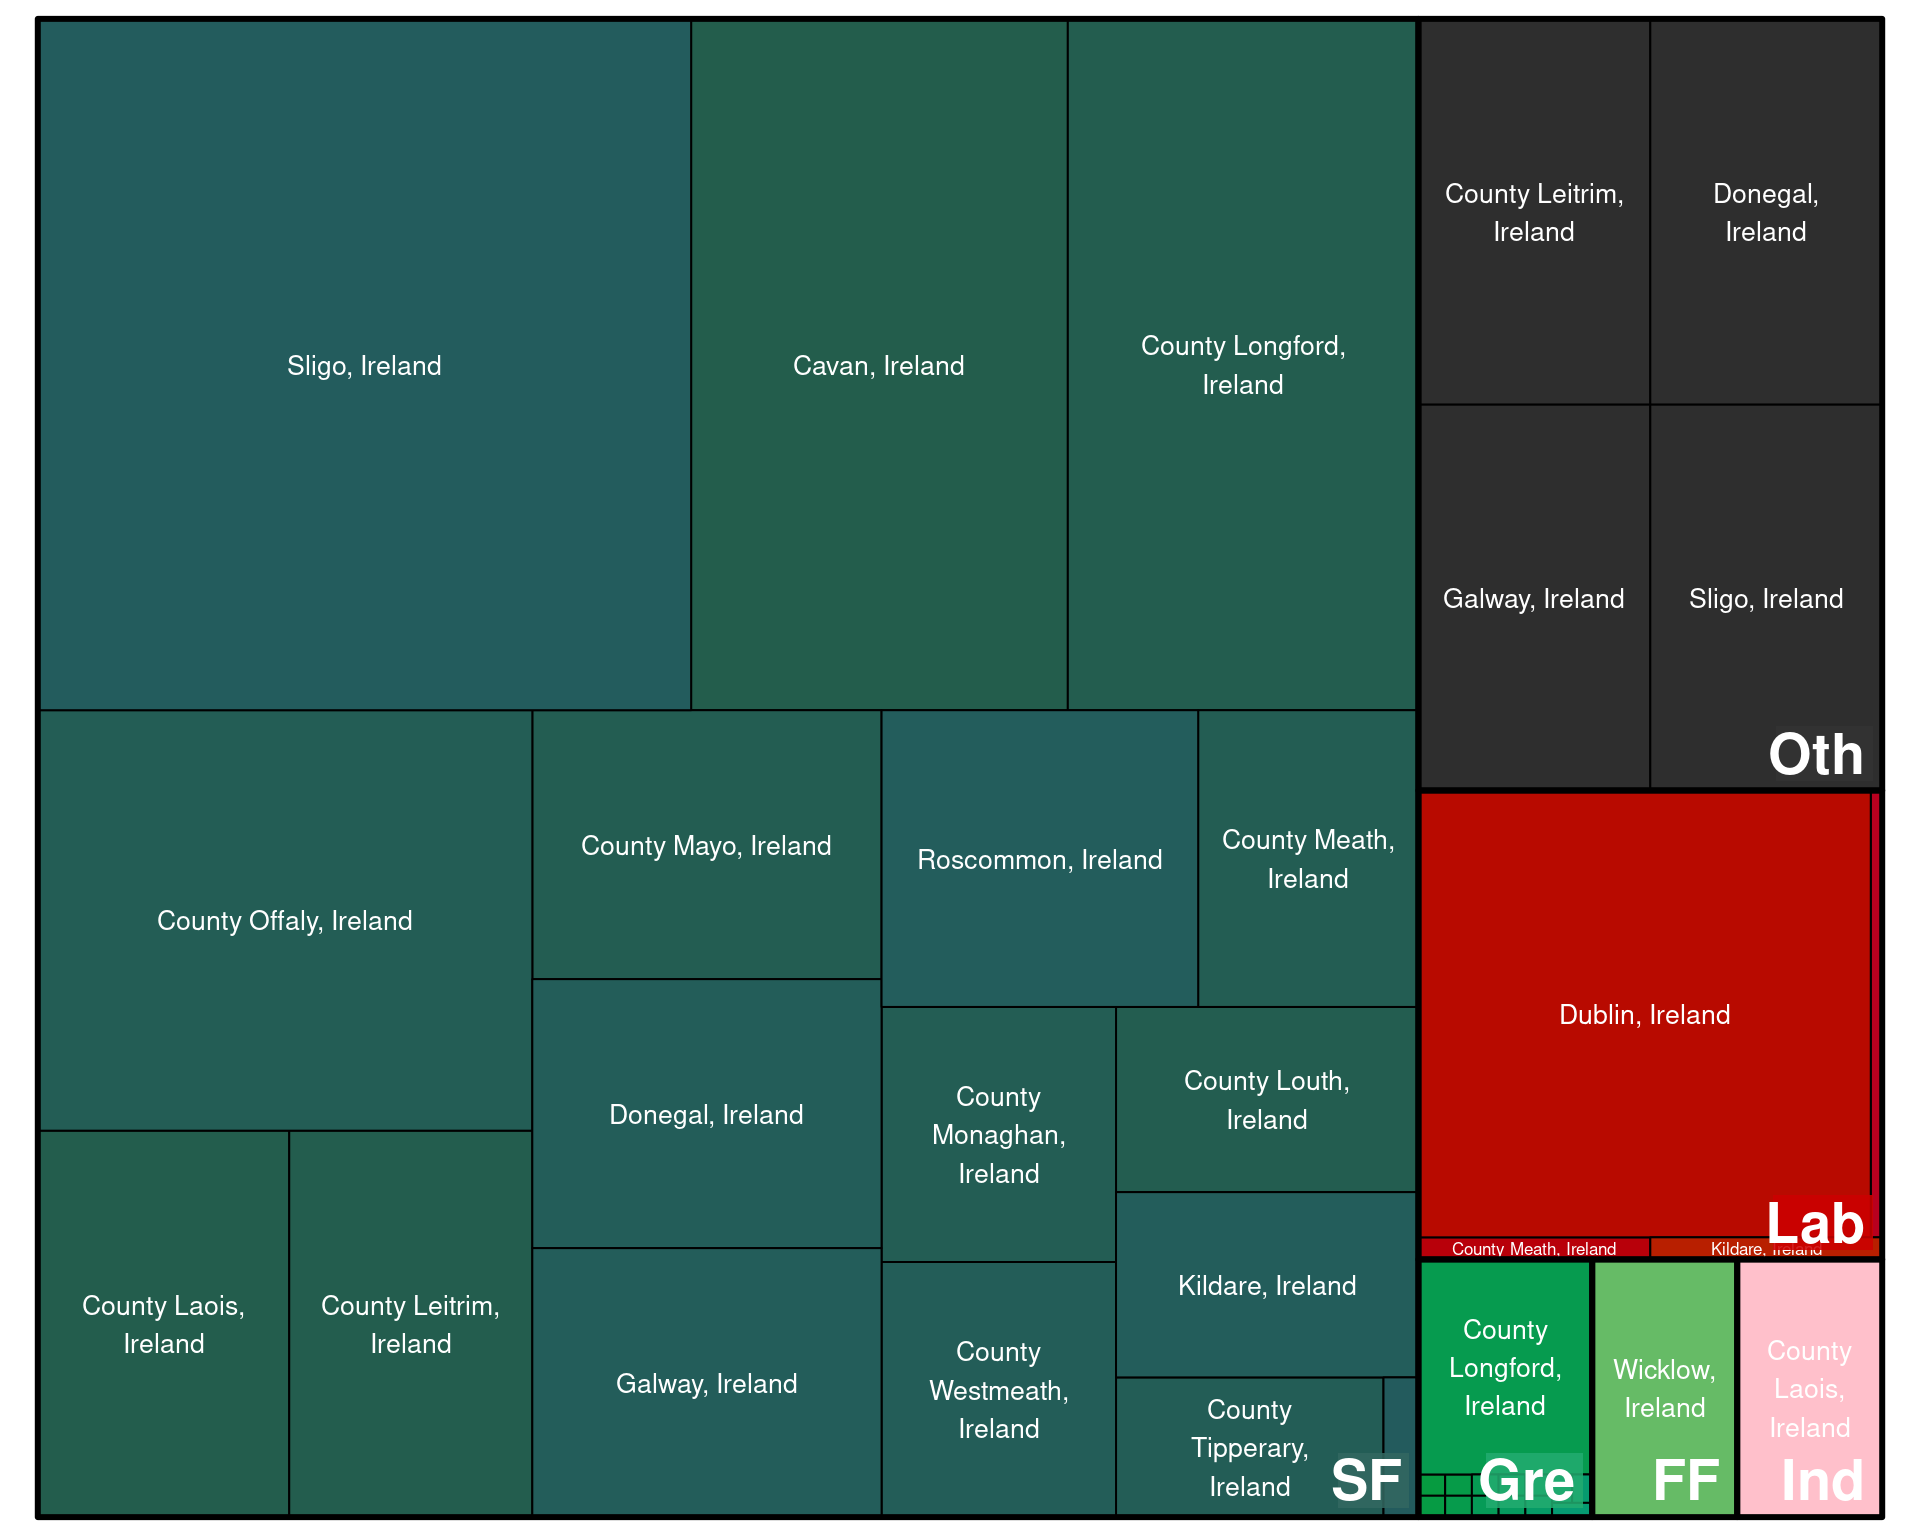 Sligo, Ireland
Cavan, Ireland
County Longford,
Ireland
County Offaly, Ireland
County Mayo, Ireland
Roscommon, Ireland
County Meath,
Ireland
Donegal, Ireland
County
Monaghan,
Ireland
County Louth,
Ireland
County Laois,
Ireland
County Leitrim,
Ireland
Galway, Ireland
Kildare, Ireland
County
Westmeath,
Ireland
County
Tipperary,
Ireland
SF
County Leitrim,
Ireland
Donegal,
Ireland
Galway, Ireland
Sligo, Ireland
Oth
Dublin, Ireland
County Meath, Ireland
Kildare, Ireland
Lab
County
Longford,
Ireland
Gre
Wicklow,
Ireland
FF
County
Laois,
Ireland
Ind